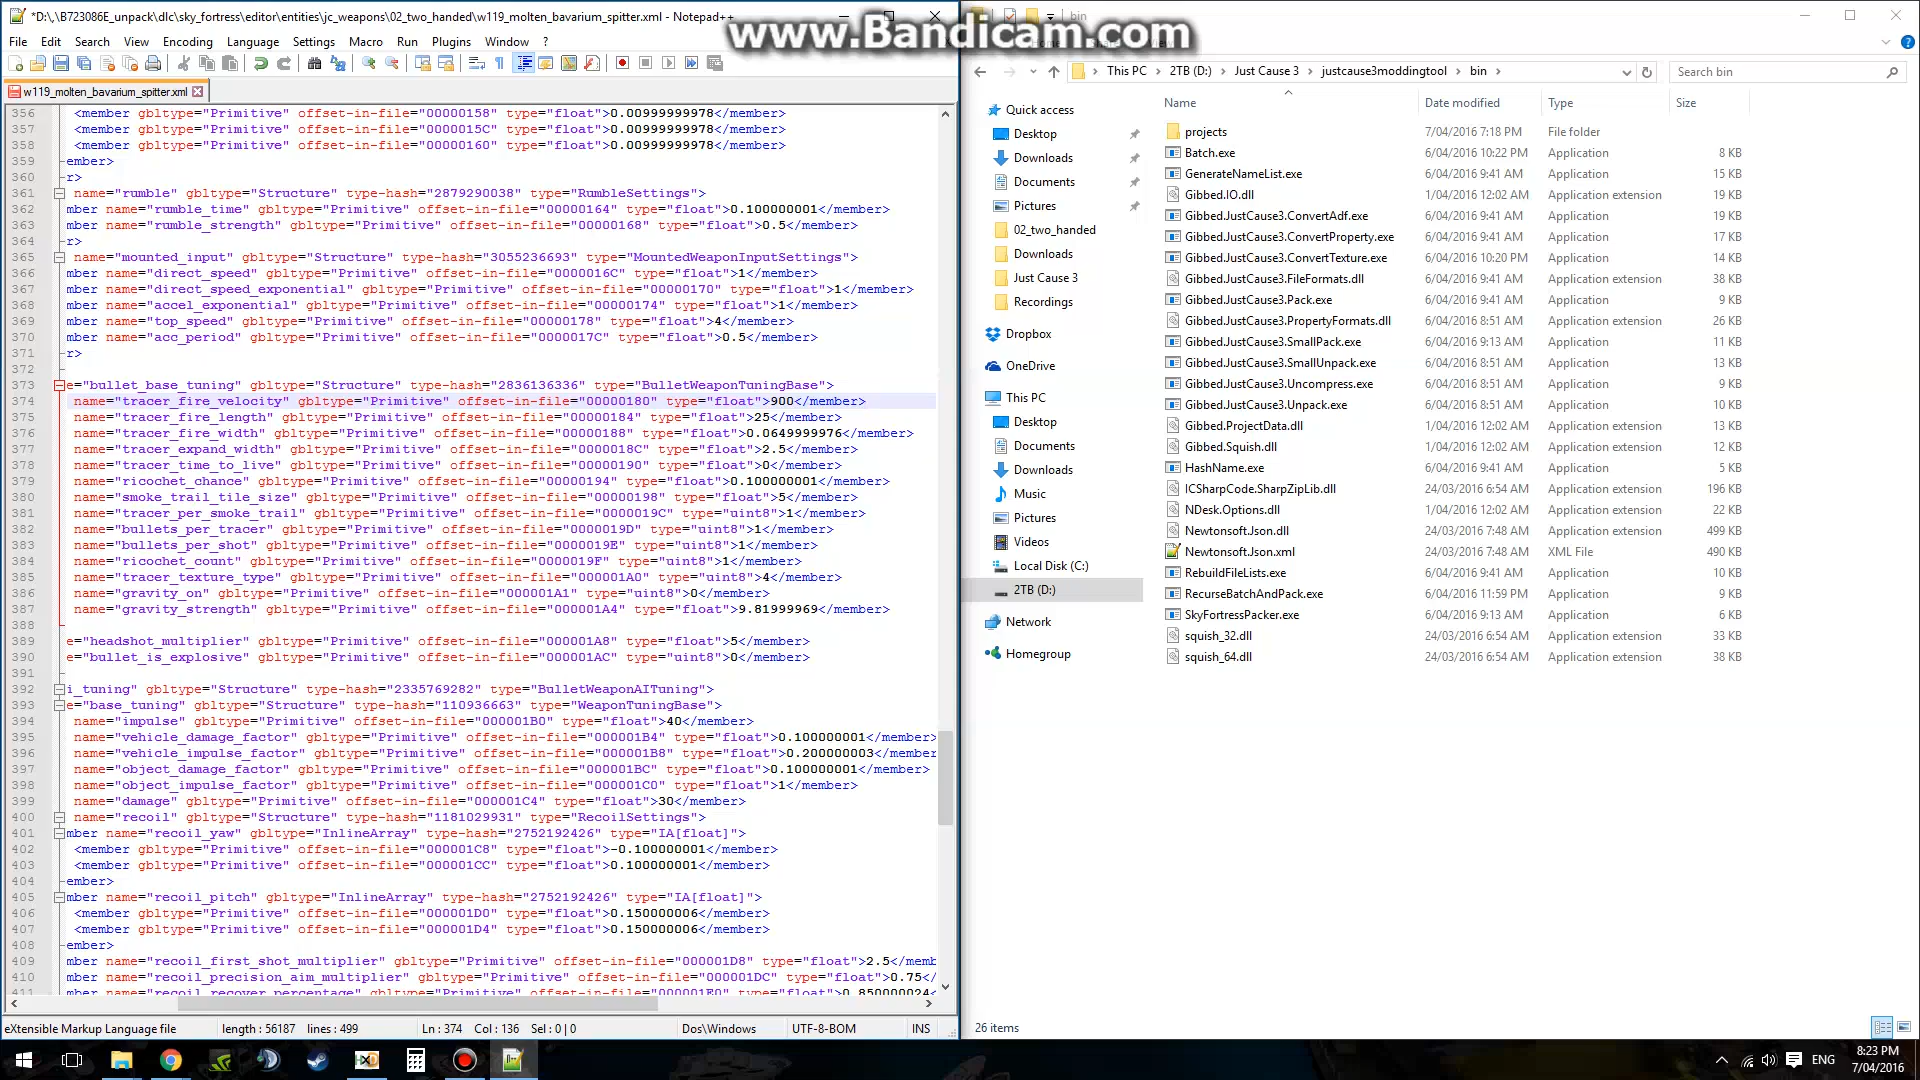 *D:\,\B723086E_unpack\dlc\sky_fortress\editor\entities\jc_weapons\02_two_handed\w119_molten_bavarium_spitter.xml - Notepad++
www.Bandicam.com
bin
File Edit Search View Encoding Language Settings Macro Run Plugins Window ?
This PC > 2TB (D:) > Just Cause 3 > justcause3moddingtool > bin >
Search bin
w119_molten_bavarium_spitter.xml
356 <member gbltype="Primitive" offset-in-file="00000158" type="float">0.00999999978</member>
357 <member gbltype="Primitive" offset-in-file="0000015C" type="float">0.00999999978</member>
358 <member gbltype="Primitive" offset-in-file="00000160" type="float">0.00999999978</member>
359 ember>
360 r>
361 name="rumble" gbltype="Structure" type-hash="2879290038" type="RumbleSettings">
362 mber name="rumble_time" gbltype="Primitive" offset-in-file="00000164" type="float">0.100000001</member>
363 mber name="rumble_strength" gbltype="Primitive" offset-in-file="00000168" type="float">0.5</member>
364 r>
365 name="mounted_input" gbltype="Structure" type-hash="3055236693" type="MountedWeaponInputSettings">
366 mber name="direct_speed" gbltype="Primitive" offset-in-file="0000016C" type="float">1</member>
367 mber name="direct_speed_exponential" gbltype="Primitive" offset-in-file="00000170" type="float">1</member>
368 mber name="accel_exponential" gbltype="Primitive" offset-in-file="00000174" type="float">1</member>
369 mber name="top_speed" gbltype="Primitive" offset-in-file="00000178" type="float">4</member>
370 mber name="acc_period" gbltype="Primitive" offset-in-file="0000017C" type="float">0.5</member>
371 r>
372
373 e="bullet_base_tuning" gbltype="Structure" type-hash="2836136336" type="BulletWeaponTuningBase">
374 name="tracer_fire_velocity" gbltype="Primitive" offset-in-file="00000180" type="float">900</member>
375 name="tracer_fire_length" gbltype="Primitive" offset-in-file="00000184" type="float">25</member>
376 name="tracer_fire_width" gbltype="Primitive" offset-in-file="00000188" type="float">0.0649999976</member>
377 name="tracer_expand_width" gbltype="Primitive" offset-in-file="0000018C" type="float">2.5</member>
378 name="tracer_time_to_live" gbltype="Primitive" offset-in-file="00000190" type="float">0</member>
379 name="ricochet_chance" gbltype="Primitive" offset-in-file="00000194" type="float">0.100000001</member>
380 name="smoke_trail_tile_size" gbltype="Primitive" offset-in-file="00000198" type="float">5</member>
381 name="tracer_per_smoke_trail" gbltype="Primitive" offset-in-file="0000019C" type="uint8">1</member>
382 name="bullets_per_tracer" gbltype="Primitive" offset-in-file="0000019D" type="uint8">1</member>
383 name="bullets_per_shot" gbltype="Primitive" offset-in-file="0000019E" type="uint8">1</member>
384 name="ricochet_count" gbltype="Primitive" offset-in-file="0000019F" type="uint8">1</member>
385 name="tracer_texture_type" gbltype="Primitive" offset-in-file="000001A0" type="uint8">4</member>
386 name="gravity_on" gbltype="Primitive" offset-in-file="000001A1" type="uint8">0</member>
387 name="gravity_strength" gbltype="Primitive" offset-in-file="000001A4" type="float">9.81999969</member>
388
389 e="headshot_multiplier" gbltype="Primitive" offset-in-file="000001A8" type="float">5</member>
390 e="bullet_is_explosive" gbltype="Primitive" offset-in-file="000001AC" type="uint8">0</member>
391
392 i_tuning" gbltype="Structure" type-hash="2335769282" type="BulletWeaponAITuning">
393 e="base_tuning" gbltype="Structure" type-hash="110936663" type="WeaponTuningBase">
394 name="impulse" gbltype="Primitive" offset-in-file="000001B0" type="float">40</member>
395 name="vehicle_damage_factor" gbltype="Primitive" offset-in-file="000001B4" type="float">0.100000001</member>
396 name="vehicle_impulse_factor" gbltype="Primitive" offset-in-file="000001B8" type="float">0.200000003</member
397 name="object_damage_factor" gbltype="Primitive" offset-in-file="000001BC" type="float">0.100000001</member>
398 name="object_impulse_factor" gbltype="Primitive" offset-in-file="000001C0" type="float">1</member>
399 name="damage" gbltype="Primitive" offset-in-file="000001C4" type="float">30</member>
400 name="recoil" gbltype="Structure" type-hash="1181029931" type="RecoilSettings">
401 mber name="recoil_yaw" gbltype="InlineArray" type-hash="2752192426" type="IA[float]">
402 <member gbltype="Primitive" offset-in-file="000001C8" type="float">-0.100000001</member>
403 <member gbltype="Primitive" offset-in-file="000001CC" type="float">0.100000001</member>
404 ember>
405 mber name="recoil_pitch" gbltype="InlineArray" type-hash="2752192426" type="IA[float]">
406 <member gbltype="Primitive" offset-in-file="000001D0" type="float">0.150000006</member>
407 <member gbltype="Primitive" offset-in-file="000001D4" type="float">0.150000006</member>
408 ember>
409 mber name="recoil_first_shot_multiplier" gbltype="Primitive" offset-in-file="000001D8" type="float">2.5</memb
410 mber name="recoil_precision_aim_multiplier" gbltype="Primitive" offset-in-file="000001DC" type="float">0.75</
411 mber name="recoil_recover_percentage" gbltype="Primitive" offset-in-file="000001E0" type="float">0.850000024</
eXtensible Markup Language file length : 56187 lines : 499 Ln : 374 Col : 136 Sel : 0 | 0 Dos\Windows UTF-8-BOM INS
Quick access
Desktop
Downloads
Documents
Pictures
02_two_handed
Downloads
Just Cause 3
Recordings
Dropbox
OneDrive
This PC
Desktop
Documents
Downloads
Music
Pictures
Videos
Local Disk (C:)
2TB (D:)
Network
Homegroup
Name Date modified Type Size
projects 7/04/2016 7:18 PM File folder
Batch.exe 6/04/2016 10:22 PM Application 8 KB
GenerateNameList.exe 6/04/2016 9:41 AM Application 15 KB
Gibbed.IO.dll 1/04/2016 12:02 AM Application extension 19 KB
Gibbed.JustCause3.ConvertAdf.exe 6/04/2016 9:41 AM Application 19 KB
Gibbed.JustCause3.ConvertProperty.exe 6/04/2016 9:41 AM Application 17 KB
Gibbed.JustCause3.ConvertTexture.exe 6/04/2016 10:20 PM Application 14 KB
Gibbed.JustCause3.FileFormats.dll 6/04/2016 9:41 AM Application extension 38 KB
Gibbed.JustCause3.Pack.exe 6/04/2016 9:41 AM Application 9 KB
Gibbed.JustCause3.PropertyFormats.dll 6/04/2016 8:51 AM Application extension 26 KB
Gibbed.JustCause3.SmallPack.exe 6/04/2016 9:13 AM Application 11 KB
Gibbed.JustCause3.SmallUnpack.exe 6/04/2016 8:51 AM Application 13 KB
Gibbed.JustCause3.Uncompress.exe 6/04/2016 8:51 AM Application 9 KB
Gibbed.JustCause3.Unpack.exe 6/04/2016 9:41 AM Application 10 KB
Gibbed.ProjectData.dll 1/04/2016 12:02 AM Application extension 13 KB
Gibbed.Squish.dll 1/04/2016 12:02 AM Application extension 12 KB
HashName.exe 6/04/2016 9:41 AM Application 5 KB
ICSharpCode.SharpZipLib.dll 24/03/2016 6:54 AM Application extension 196 KB
NDesk.Options.dll 1/04/2016 12:02 AM Application extension 22 KB
Newtonsoft.Json.dll 24/03/2016 7:48 AM Application extension 499 KB
Newtonsoft.Json.xml 24/03/2016 7:48 AM XML File 490 KB
RebuildFileLists.exe 6/04/2016 9:41 AM Application 10 KB
RecurseBatchAndPack.exe 6/04/2016 11:59 PM Application 9 KB
SkyFortressPacker.exe 6/04/2016 9:13 AM Application 6 KB
squish_32.dll 24/03/2016 6:54 AM Application extension 33 KB
squish_64.dll 24/03/2016 6:54 AM Application extension 38 KB
26 items
ENG
8:23 PM
7/04/2016